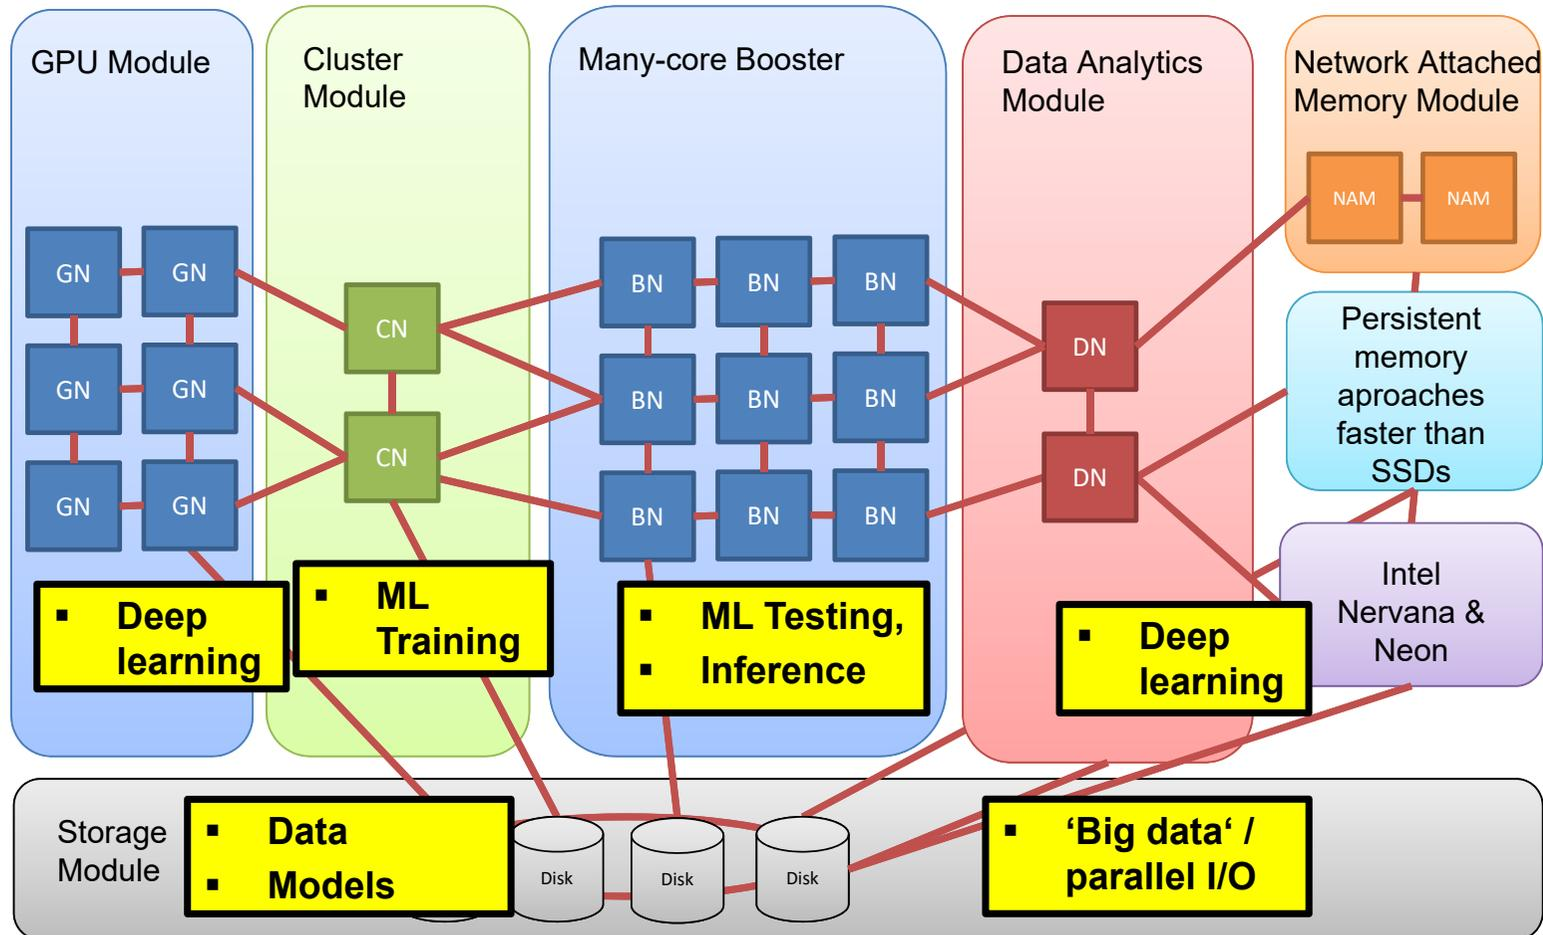 GPU Module
GN
GN
GN
GN
GN
GN
▪ Deep
learning
Cluster
Module
CN
CN
▪ ML
Training
Many-core Booster
BN
BN
BN
BN
BN
BN
BN
BN
BN
▪ ML Testing,
▪ Inference
Data Analytics
Module
DN
DN
▪ Deep
learning
Network Attached
Memory Module
NAM
NAM
Persistent
memory
aproaches
faster than
SSDs
Intel
Nervana &
Neon
Storage
Module
▪ Data
▪ Models
Disk
Disk
Disk
▪ ‘Big data‘ /
parallel I/O